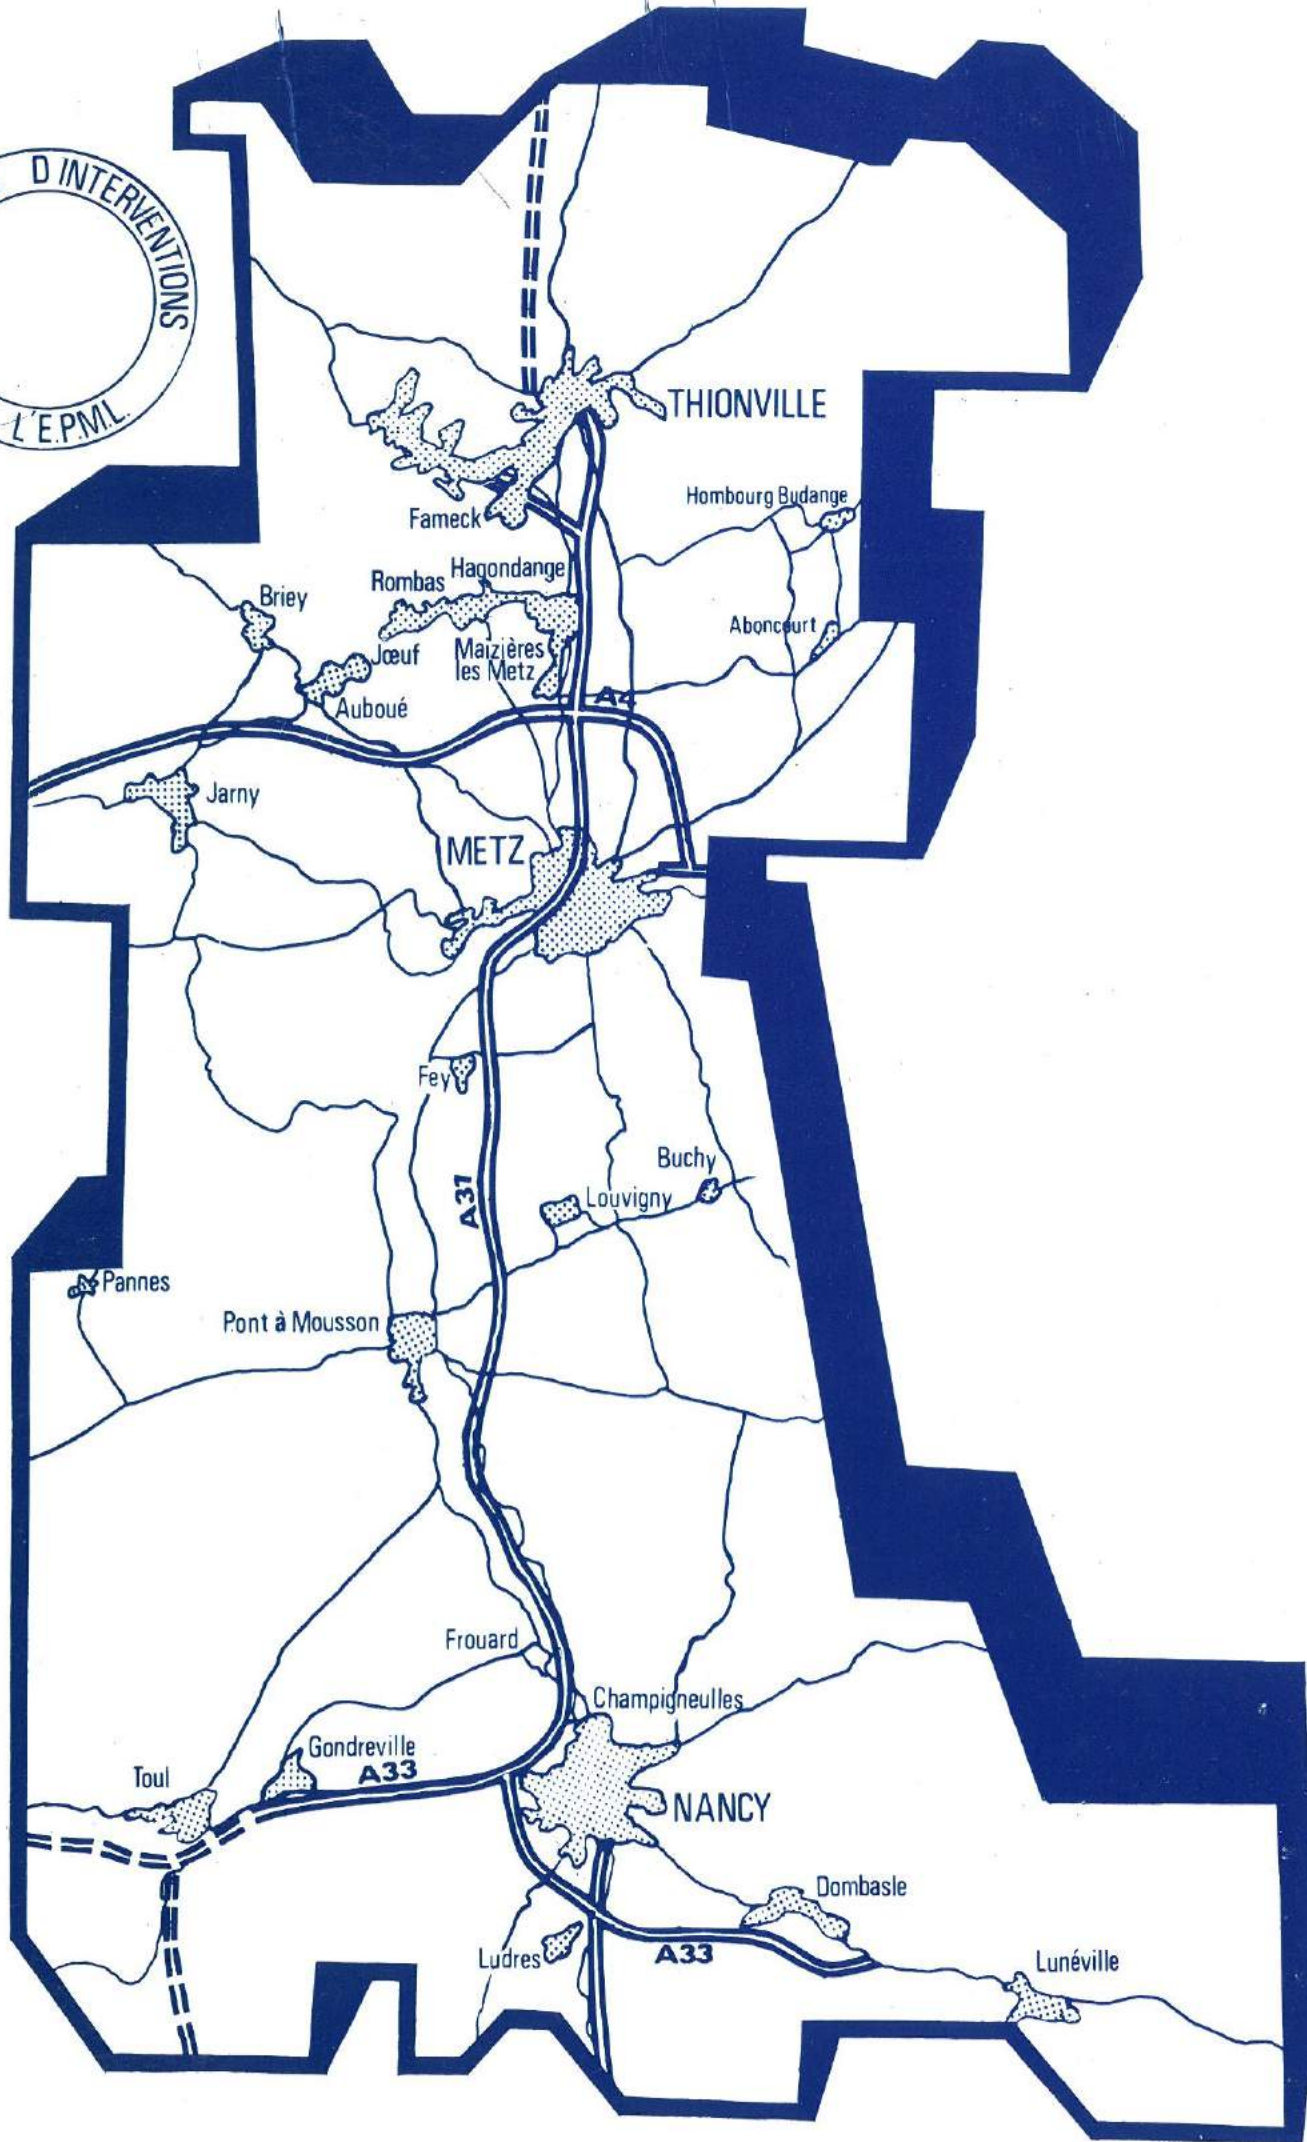 D INTERVENTIONS
L'E.P.M.L.
THIONVILLE
Hombourg Budange
Fameck
Hagondange
Rombas
Briey
Aboncourt
Jœuf
Maizières
les Metz
A4
Auboué
Jarny
METZ
Fey
Buchy
A31
Louvigny
Pannes
Pont à Mousson
Frouard
Champigneulles
Gondreville
A33
Toul
NANCY
Dombasle
Ludres
A33
Lunéville